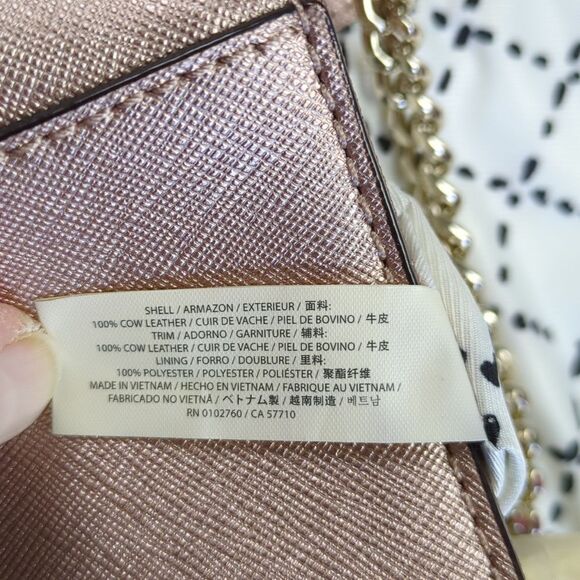 SHELL / ARMAZON / EXTERIEUR / 面料:
100% COW LEATHER / CUIR DE VACHE / PIEL DE BOVINO / 牛皮
TRIM / ADORNO / GARNITURE / 辅料:
100% COW LEATHER / CUIR DE VACHE / PIEL DE BOVINO / 牛皮
LINING / FORRO / DOUBLURE / 里料:
100% POLYESTER / POLYESTER / POLIÉSTER / 聚酯纤维
MADE IN VIETNAM / HECHO EN VIETNAM / FABRIQUE AU VIETNAM /
FABRICADO NO VIETNÃ / ベトナム製 / 越南制造 / 베트남
RN 0102760 / CA 57710